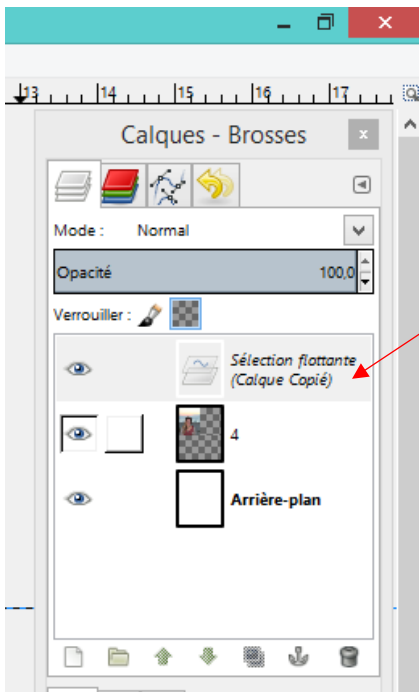 13 14 15 16 17
Calques - Brosses
Mode : Normal
Opacité 100,0
Verrouiller :
Sélection flottante
(Calque Copié)
4
Arrière-plan